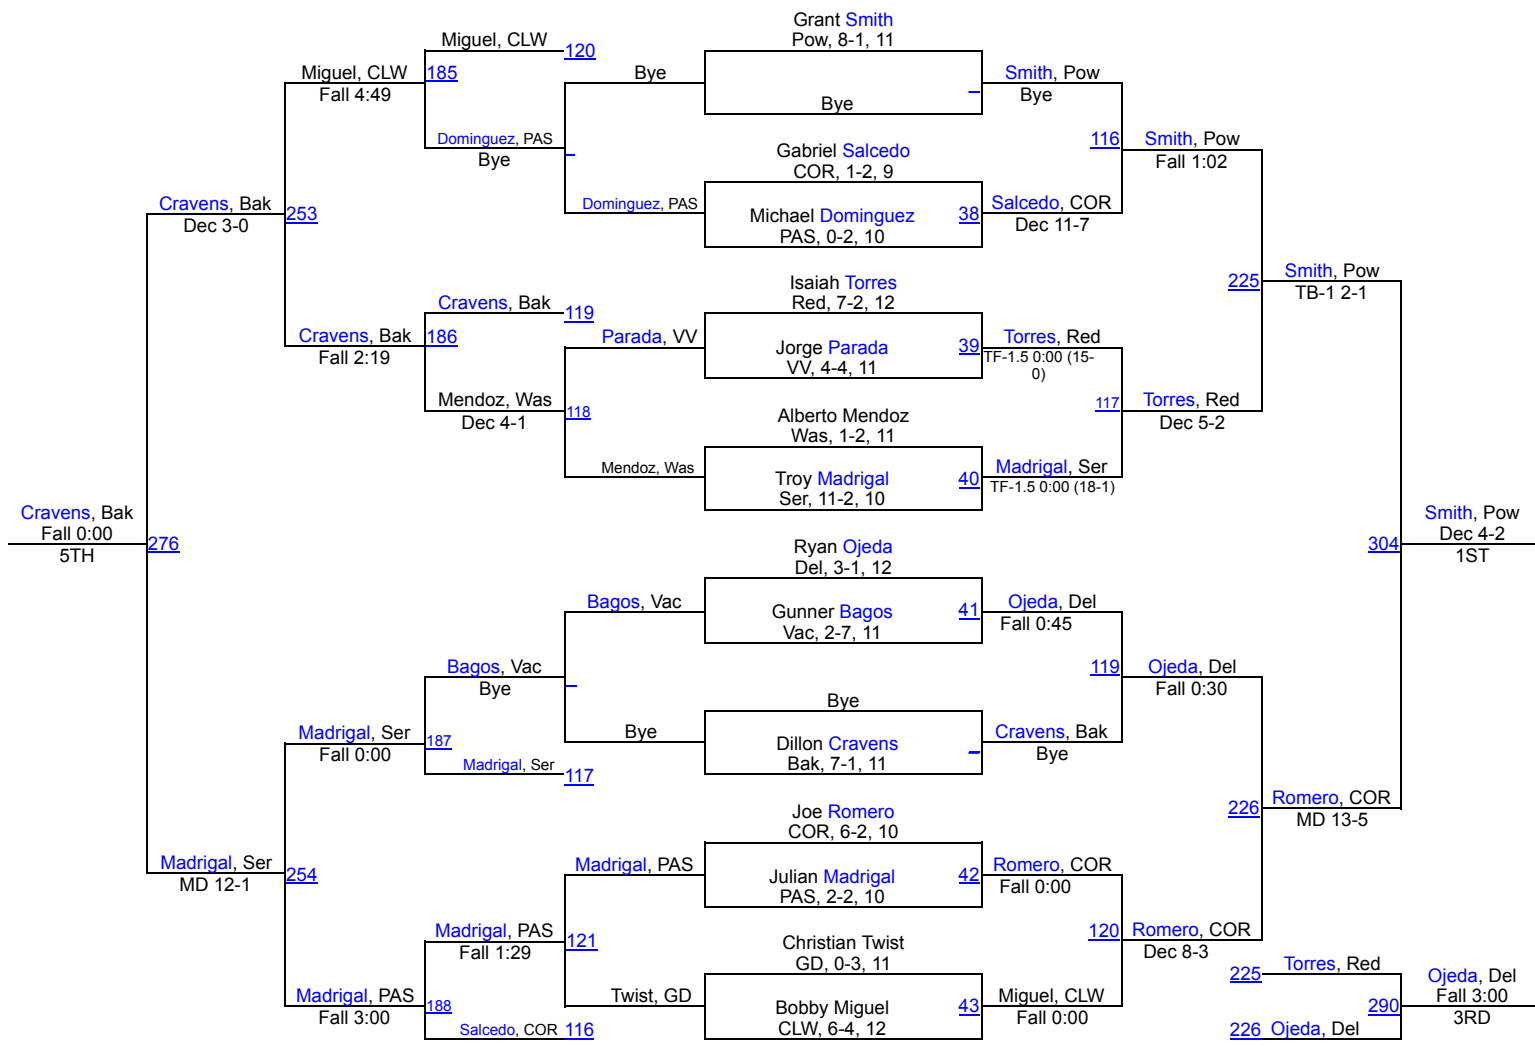 Grant Smith
Pow, 8-1, 11
Miguel, CLW
120
Miguel, CLW
185
Bye
Smith, Pow
Fall 4:49
Bye
Bye
Dominguez, PAS
Bye
116
Smith, Pow
Gabriel Salcedo
COR, 1-2, 9
Fall 1:02
Cravens, Bak
253
Dominguez, PAS
Michael Dominguez
PAS, 0-2, 10
38
Salcedo, COR
Dec 3-0
Dec 11-7
Isaiah Torres
Red, 7-2, 12
225
Smith, Pow
TB-1 2-1
Cravens, Bak
119
Cravens, Bak
186
Parada, VV
Jorge Parada
VV, 4-4, 11
39
Torres, Red
Fall 2:19
TF-1.5 0:00 (15-
0)
Mendoz, Was
118
Alberto Mendoz
Was, 1-2, 11
117
Torres, Red
Dec 4-1
Dec 5-2
Mendoz, Was
Troy Madrigal
Ser, 11-2, 10
40
Madrigal, Ser
TF-1.5 0:00 (18-1)
Cravens, Bak
Fall 0:00
5TH
276
Ryan Ojeda
Del, 3-1, 12
304
Smith, Pow
Dec 4-2
1ST
Bagos, Vac
Gunner Bagos
Vac, 2-7, 11
41
Ojeda, Del
Fall 0:45
Bagos, Vac
Bye
119
Ojeda, Del
Fall 0:30
Bye
Madrigal, Ser
187
Bye
Dillon Cravens
Bak, 7-1, 11
Cravens, Bak
Fall 0:00
Bye
Madrigal, Ser
117
Joe Romero
COR, 6-2, 10
226
Romero, COR
MD 13-5
Madrigal, Ser
254
Madrigal, PAS
Julian Madrigal
PAS, 2-2, 10
42
Romero, COR
MD 12-1
Fall 0:00
Madrigal, PAS
121
Christian Twist
GD, 0-3, 11
120
Romero, COR
Fall 1:29
Dec 8-3
225
Torres, Red
Madrigal, PAS
188
Twist, GD
Bobby Miguel
CLW, 6-4, 12
43
Miguel, CLW
290
Ojeda, Del
Fall 3:00
3RD
Fall 3:00
Fall 0:00
Salcedo, COR
116
226
Ojeda, Del